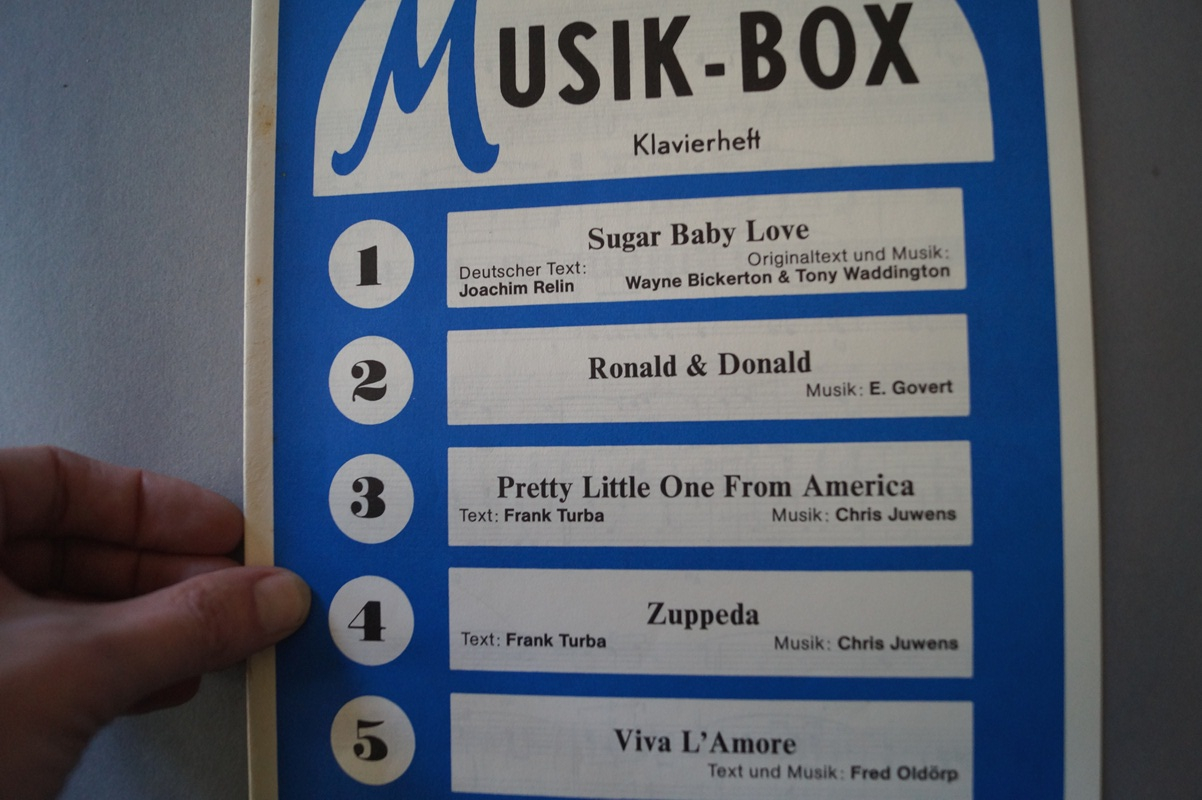 MUSIK-BOX
Klavierheft
1
Sugar Baby Love
Originaltext und Musik:
Deutscher Text:
Wayne Bickerton & Tony Waddington
Joachim Relin
2
Ronald & Donald
Musik: E. Govert
3
Pretty Little One From America
Text: Frank Turba Musik: Chris Juwens
4
Zuppeda
Text: Frank Turba Musik: Chris Juwens
5
Viva L'Amore
Text und Musik: Fred Oldörp